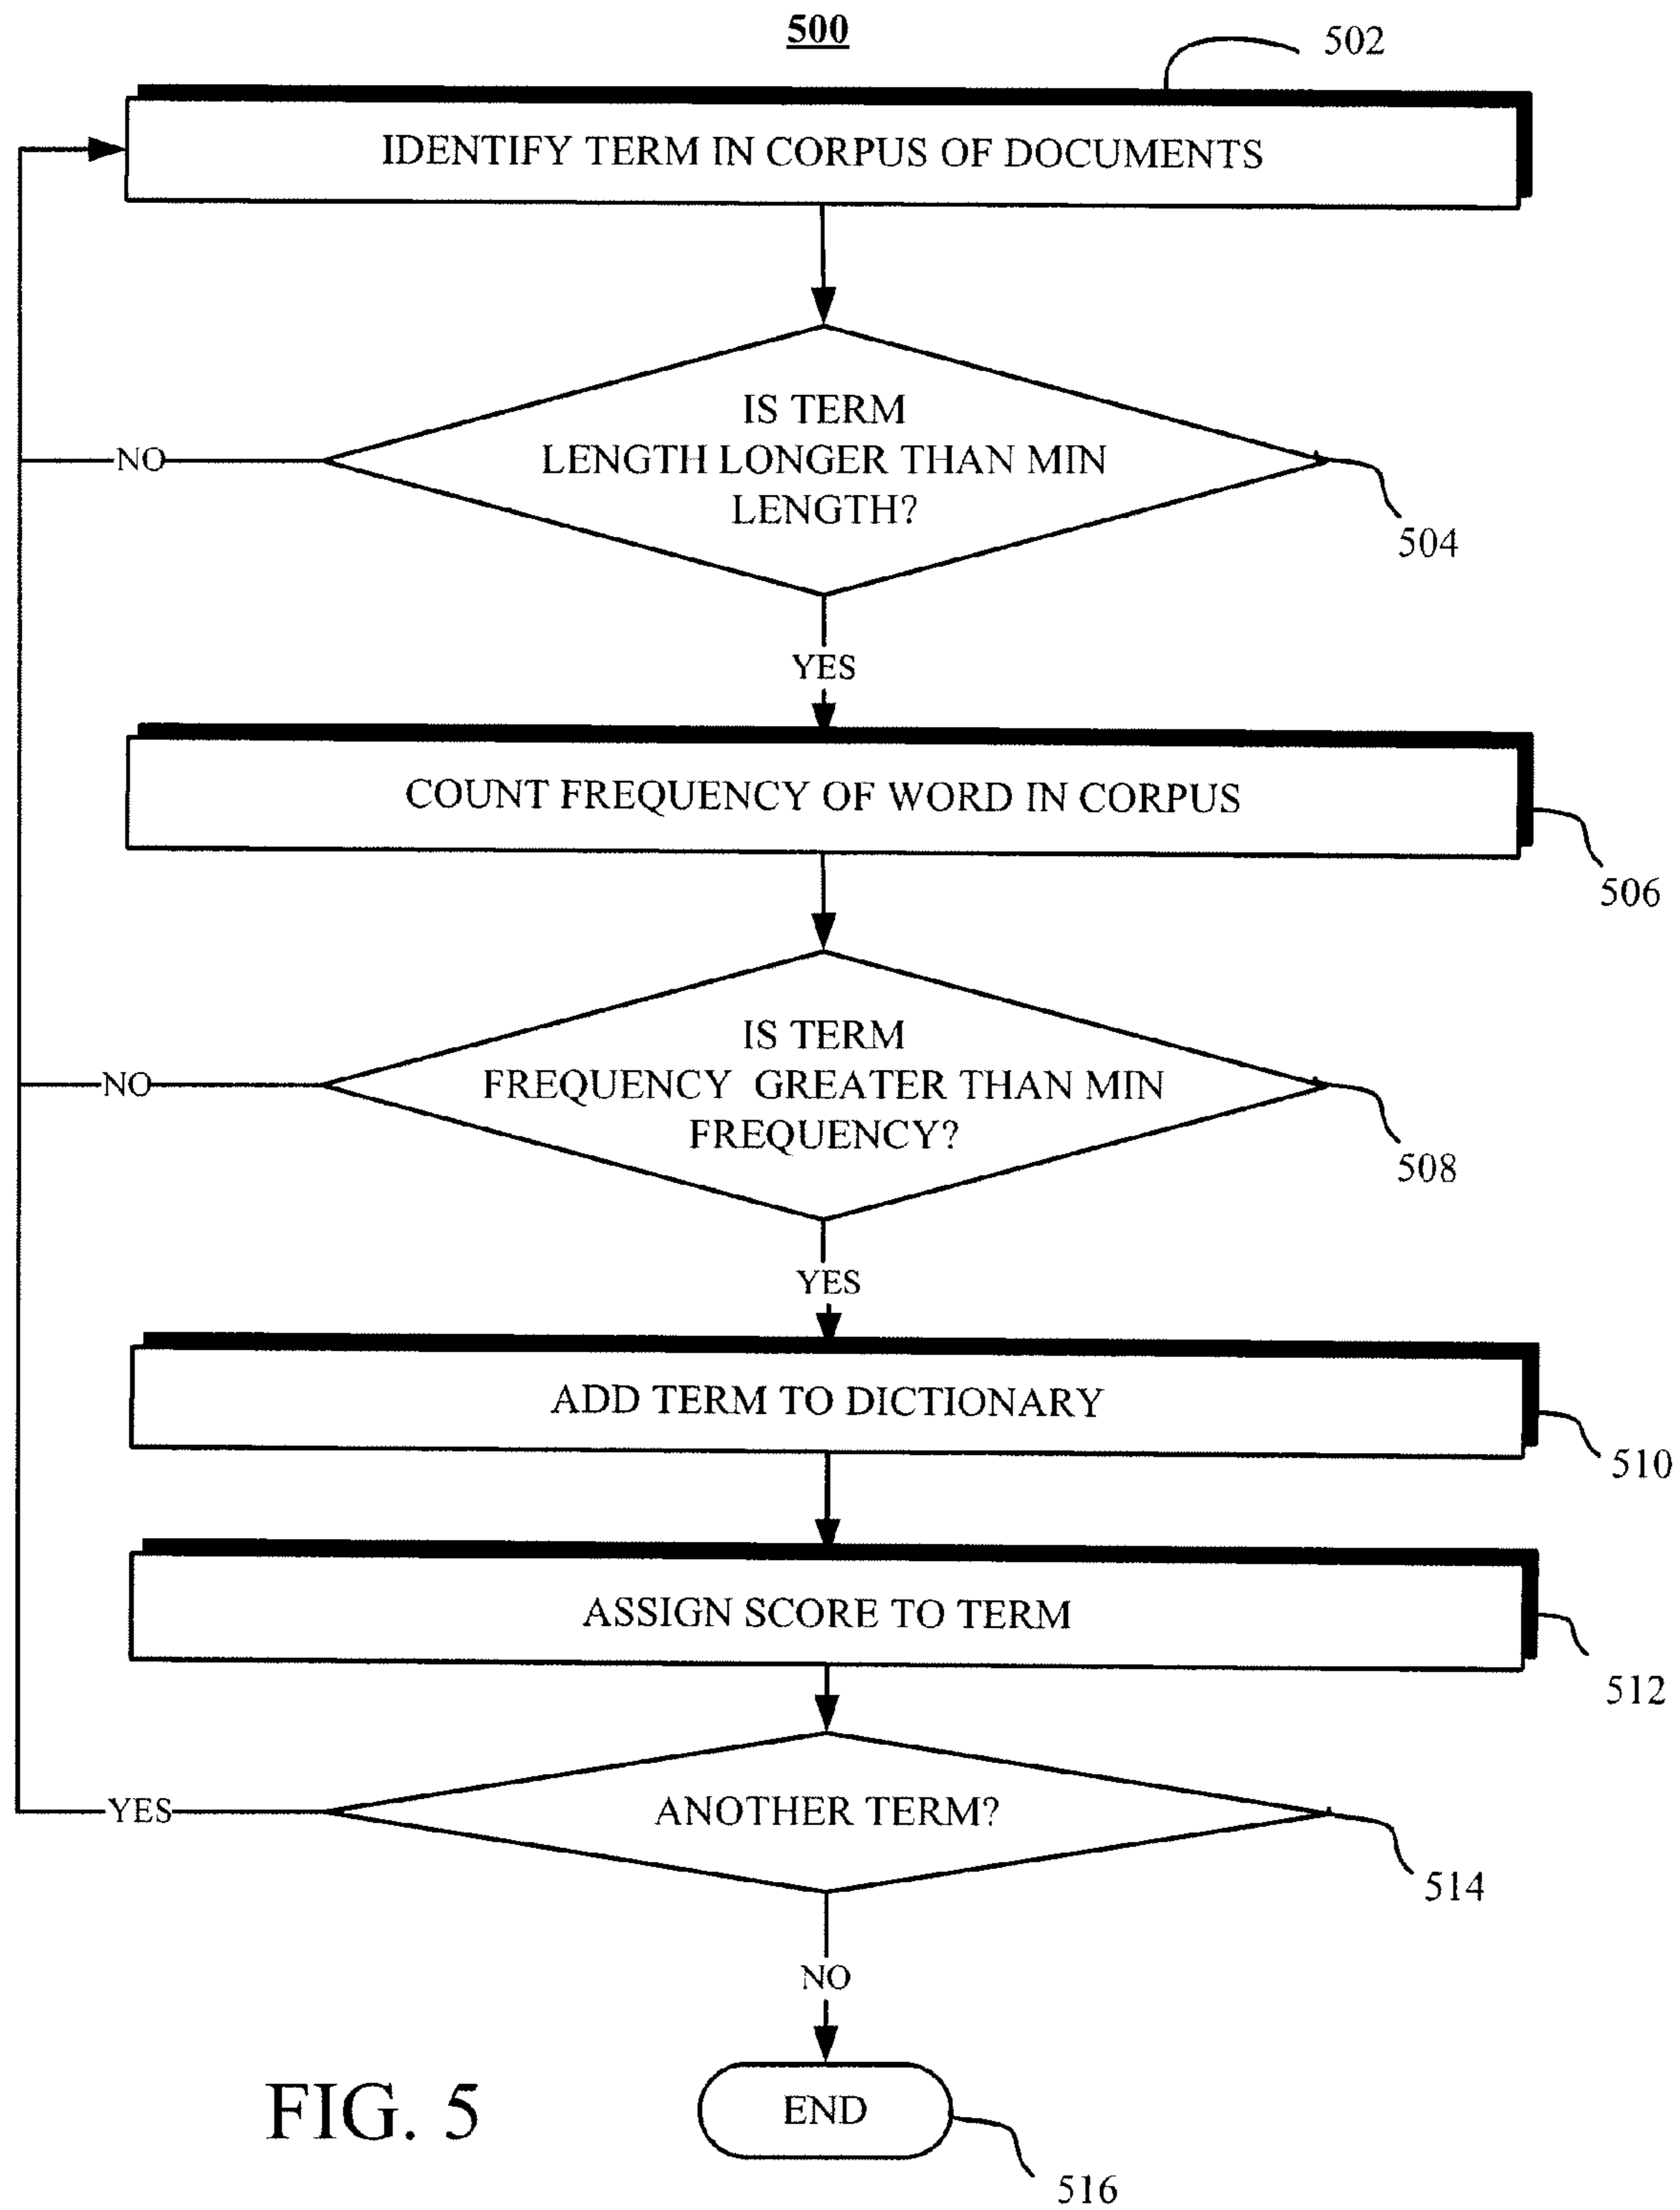 500
502
IDENTIFY TERM IN CORPUS OF DOCUMENTS
IS TERM
LENGTH LONGER THAN MIN
LENGTH?
NO
504
YES
COUNT FREQUENCY OF WORD IN CORPUS
506
IS TERM
FREQUENCY GREATER THAN MIN
FREQUENCY?
NO
508
YES
ADD TERM TO DICTIONARY
510
ASSIGN SCORE TO TERM
512
ANOTHER TERM?
YES
514
NO
END
FIG. 5
516